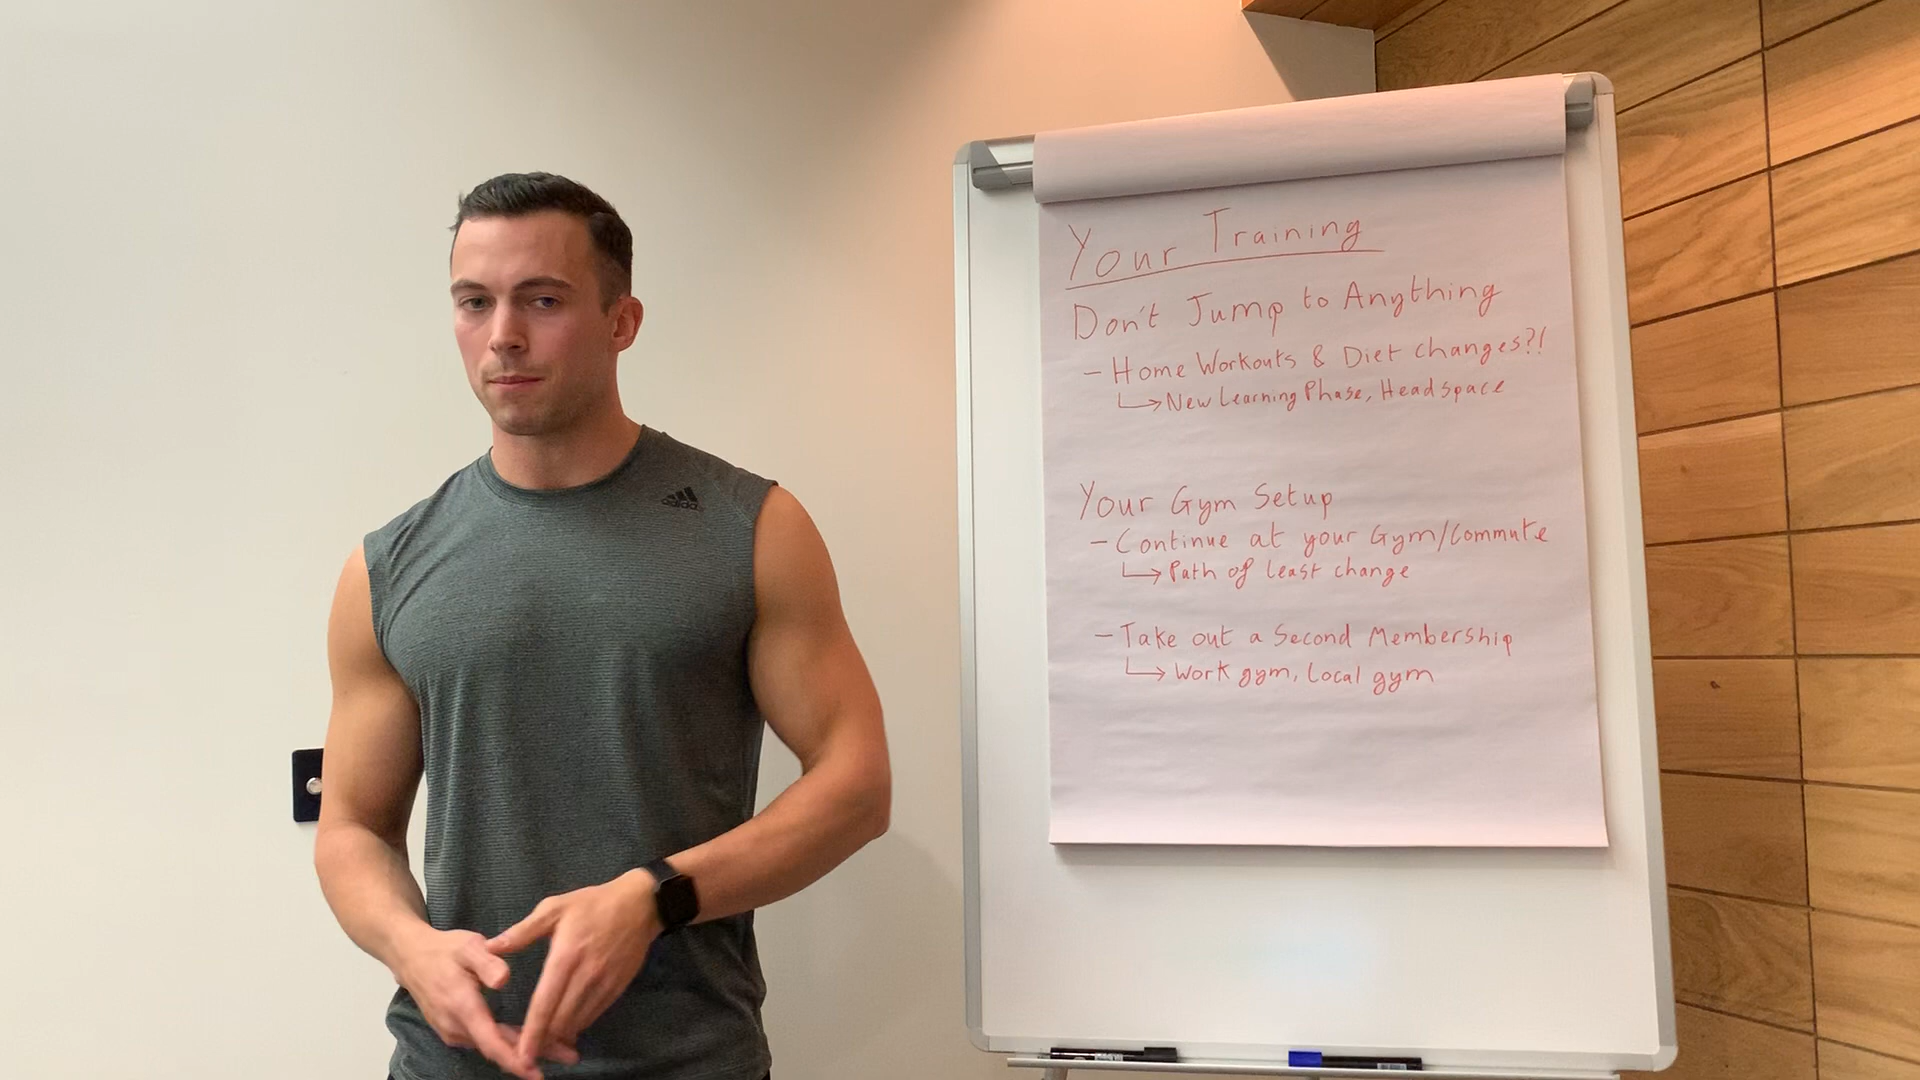 adidas
Your Training
Don't Jump to Anything
- Home Workouts & Diet changes?!
↳ New Learning Phase, Headspace
Your Gym Setup
- Continue at your Gym/Commute
↳ Path of least change
- Take out a Second Membership
↳ Work gym, Local gym